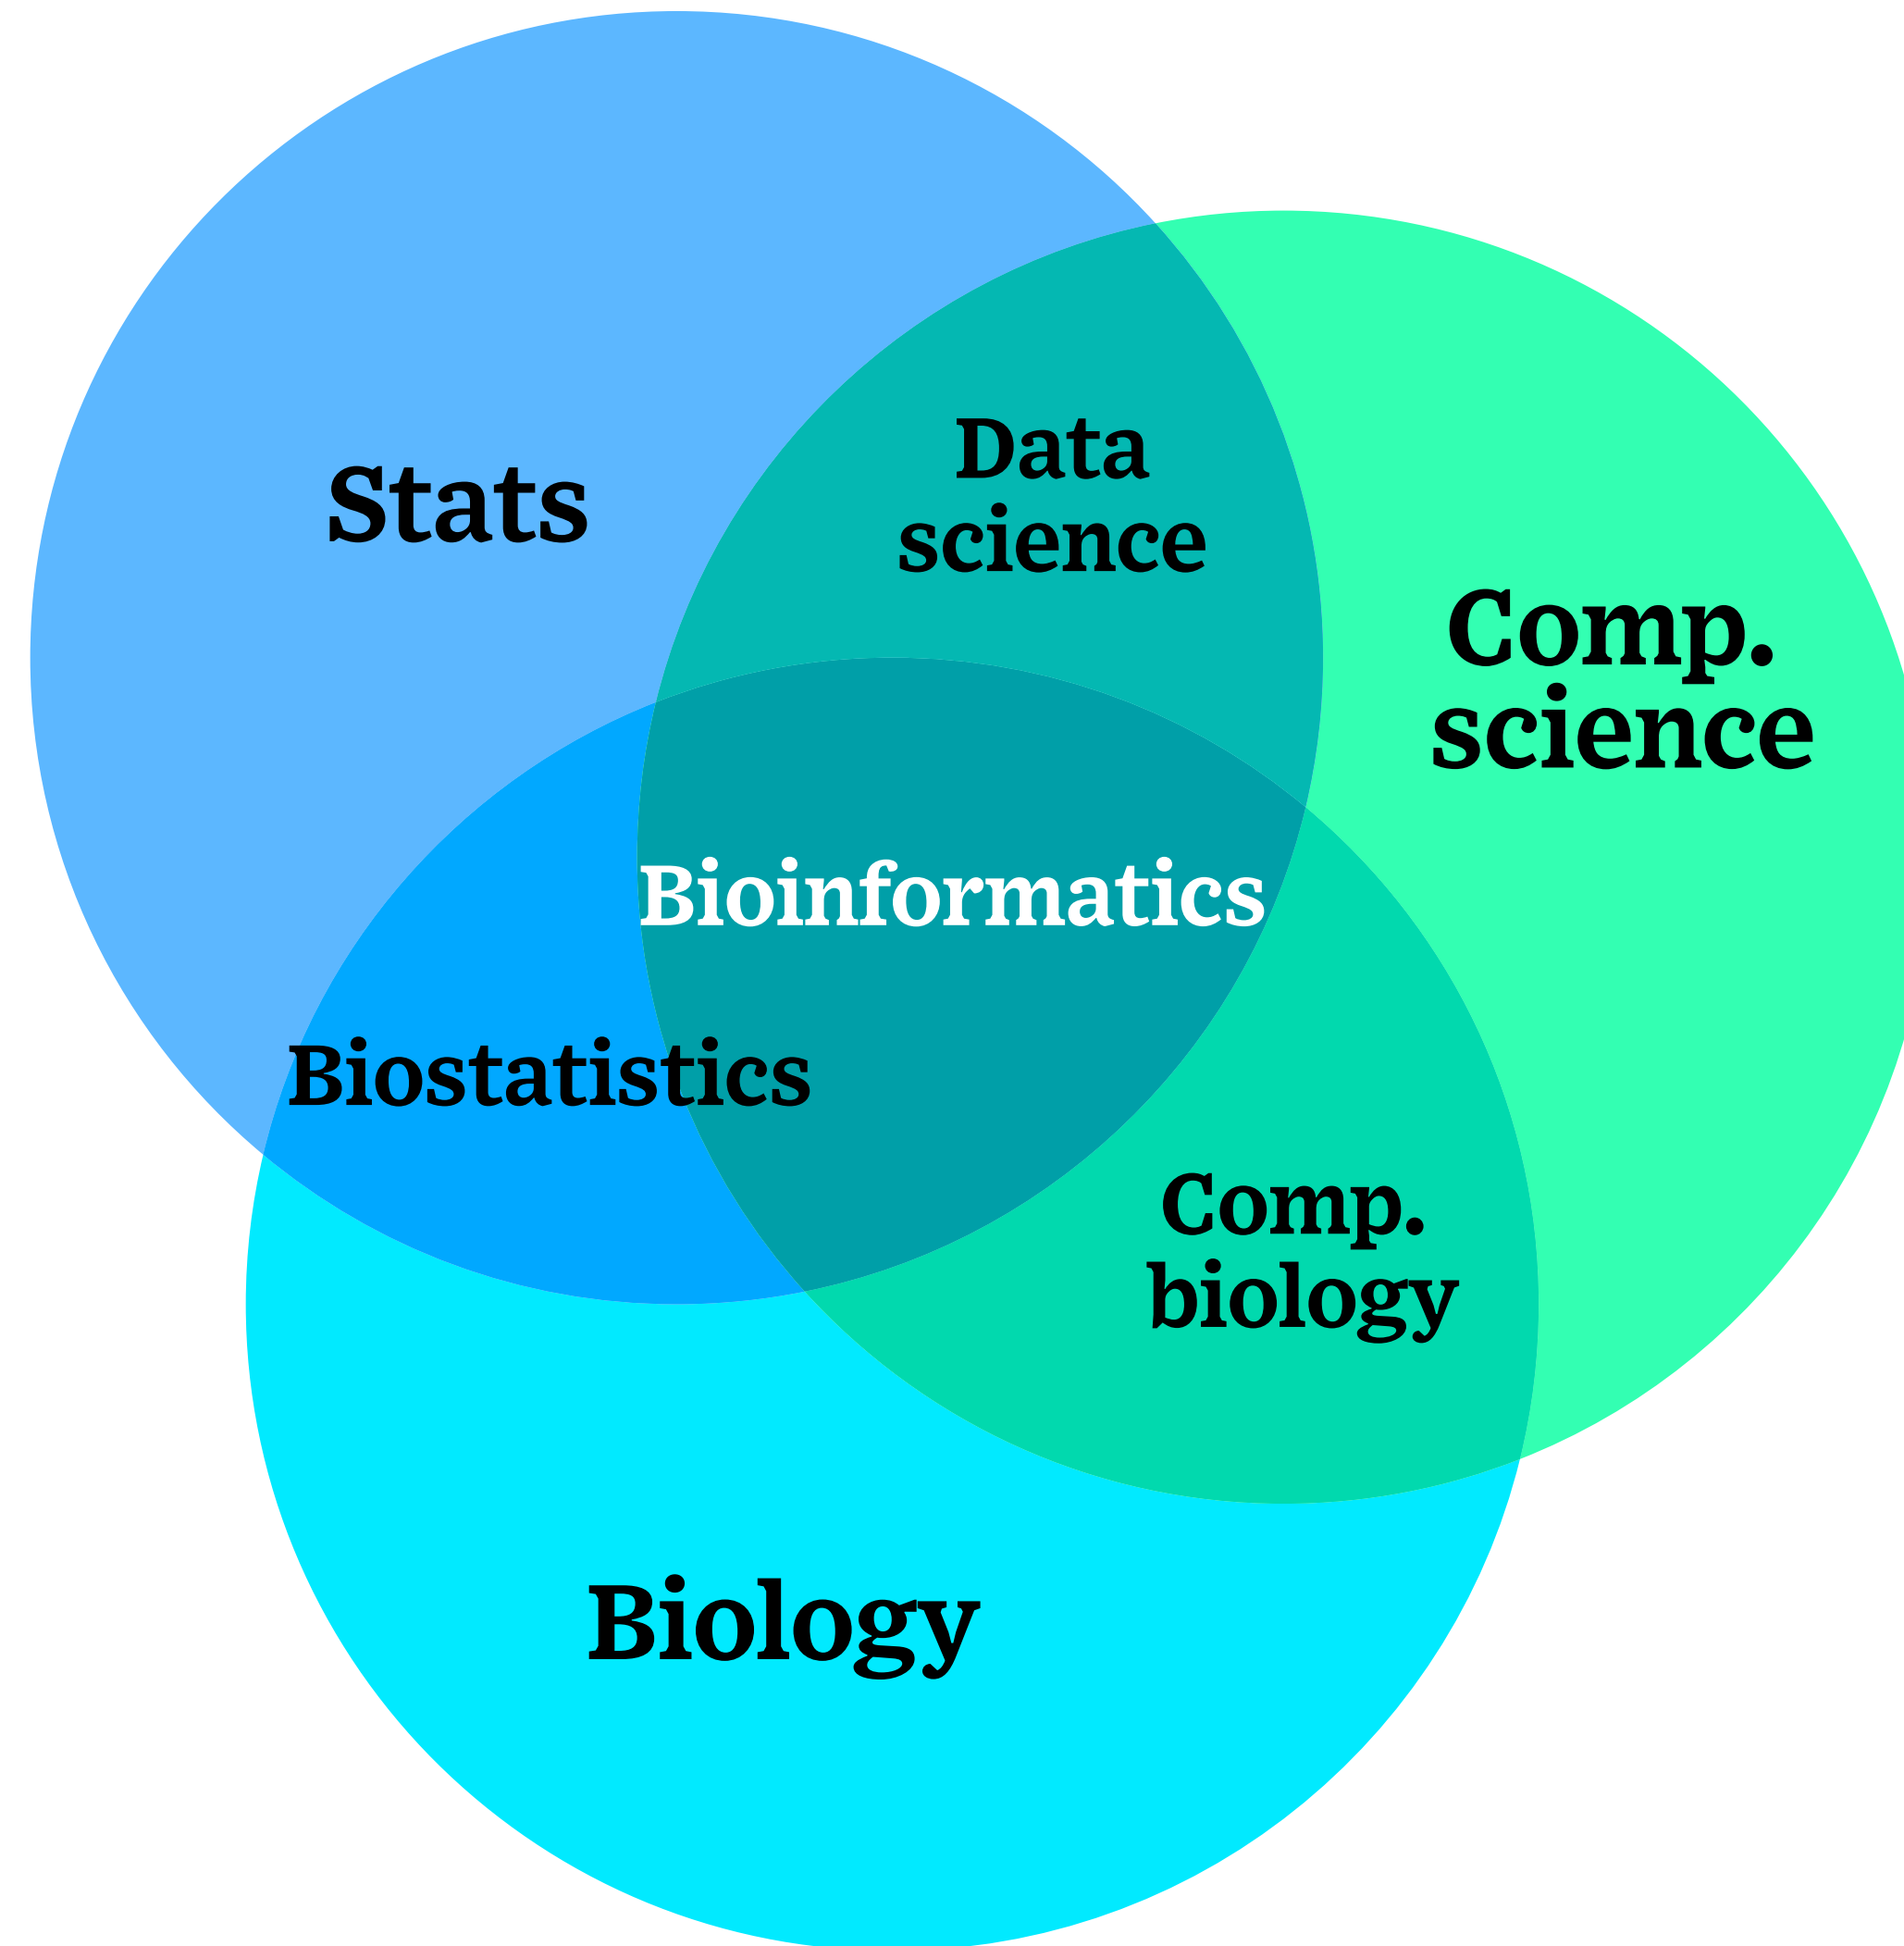 Data
science
Stats
Comp.
science
Bioinformatics
Biostatistics
Comp.
biology
Biology